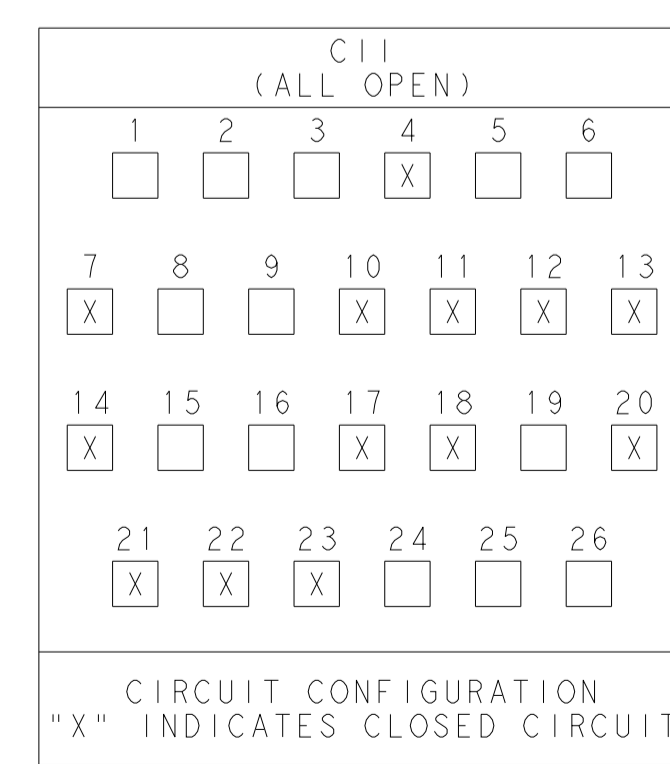 C11
(ALL OPEN)
1 2 3 4 5 6
X
7 8 9 10 11 12 13
X X X X X
14 15 16 17 18 19 20
X X X X
21 22 23 24 25 26
X X X
CIRCUIT CONFIGURATION
"X" INDICATES CLOSED CIRCUIT